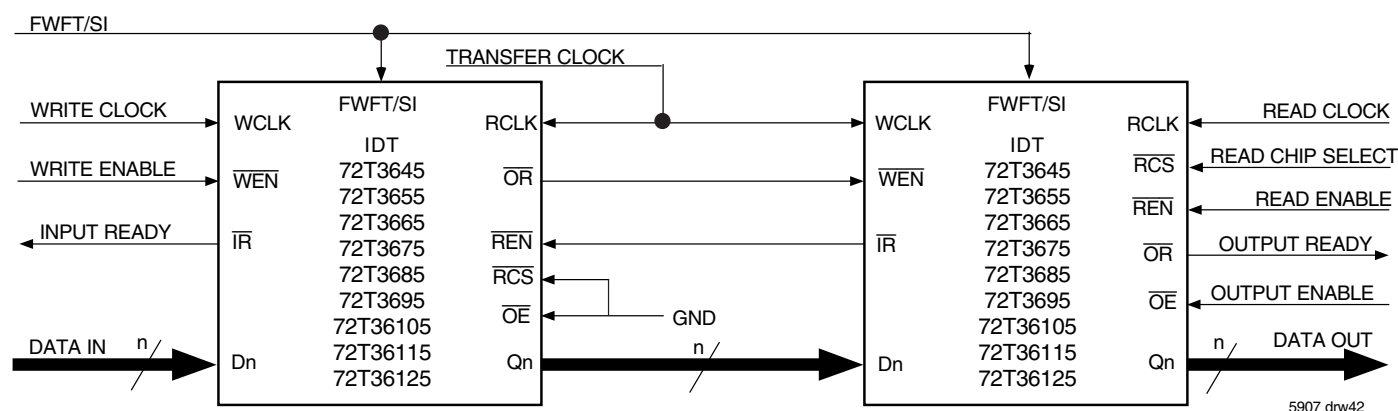 FWFT/SI
TRANSFER CLOCK
WRITE CLOCK
WRITE ENABLE
INPUT READY
DATA IN
n
FWFT/SI
WCLK
RCLK
IDT
72T3645
72T3655
72T3665
72T3675
72T3685
72T3695
72T36105
72T36115
72T36125
WEN
IR
Dn
OR
REN
RCS
OE
Qn
GND
n
FWFT/SI
WCLK
RCLK
IDT
72T3645
72T3655
72T3665
72T3675
72T3685
72T3695
72T36105
72T36115
72T36125
WEN
IR
Dn
RCS
REN
OR
OE
Qn
READ CLOCK
READ CHIP SELECT
READ ENABLE
OUTPUT READY
OUTPUT ENABLE
n
DATA OUT
5907 drw42